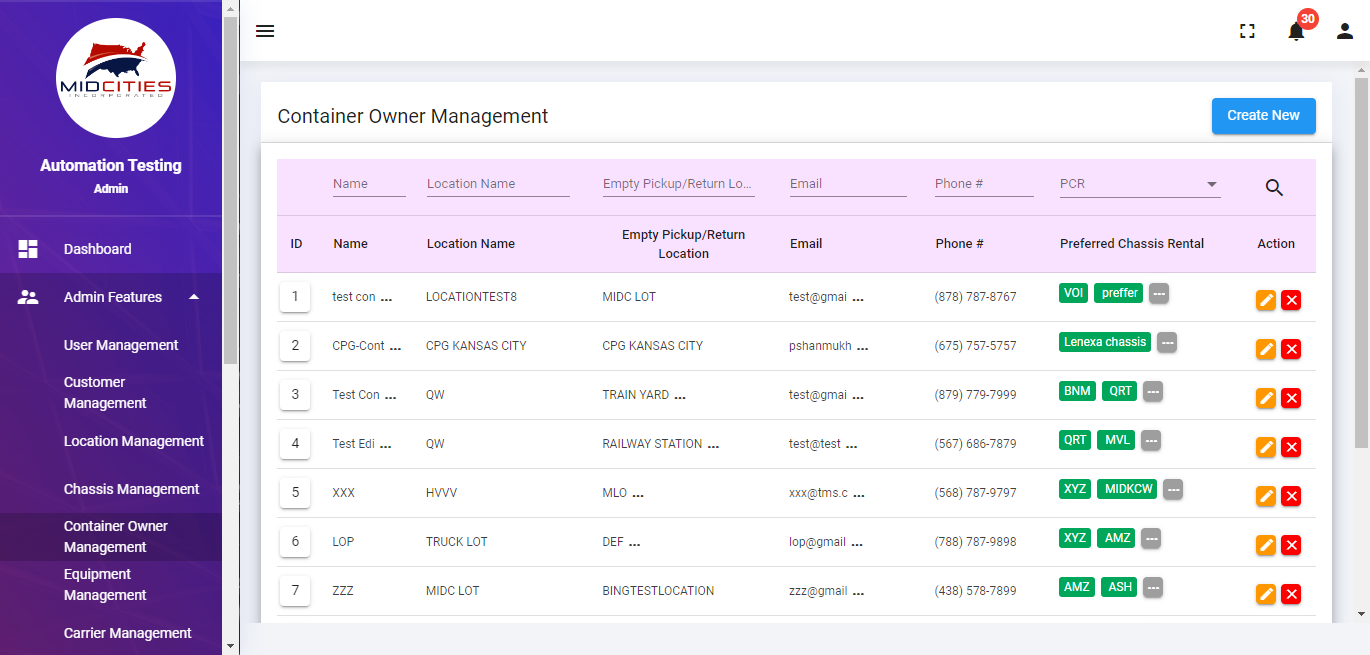 MIDCITIES
INCORPORATED
Automation Testing
Admin
Dashboard
Admin Features
User Management
Customer
Management
Location Management
Chassis Management
Container Owner
Management
Equipment
Management
Carrier Management
30
Container Owner Management
Create New
Name Location Name Empty Pickup/Return Lo... Email Phone # PCR
ID Name Location Name Empty Pickup/Return Email Phone # Preferred Chassis Rental Action
Location
1 test con ... LOCATIONTEST8 MIDC LOT test@gmai ... (878) 787-8767 VOI preffer ---
2 CPG-Cont ... CPG KANSAS CITY CPG KANSAS CITY pshanmukh ... (675) 757-5757 Lenexa chassis ---
3 Test Con ... QW TRAIN YARD ... test@gmai ... (879) 779-7999 BNM QRT ---
4 Test Edi ... QW RAILWAY STATION ... test@test ... (567) 686-7879 QRT MVL ---
5 XXX HVVV MLO ... xxx@tms.c ... (568) 787-9797 XYZ MIDKCW ---
6 LOP TRUCK LOT DEF ... lop@gmail ... (788) 787-9898 XYZ AMZ ---
7 ZZZ MIDC LOT BINGTESTLOCATION zzz@gmail ... (438) 578-7899 AMZ ASH ---